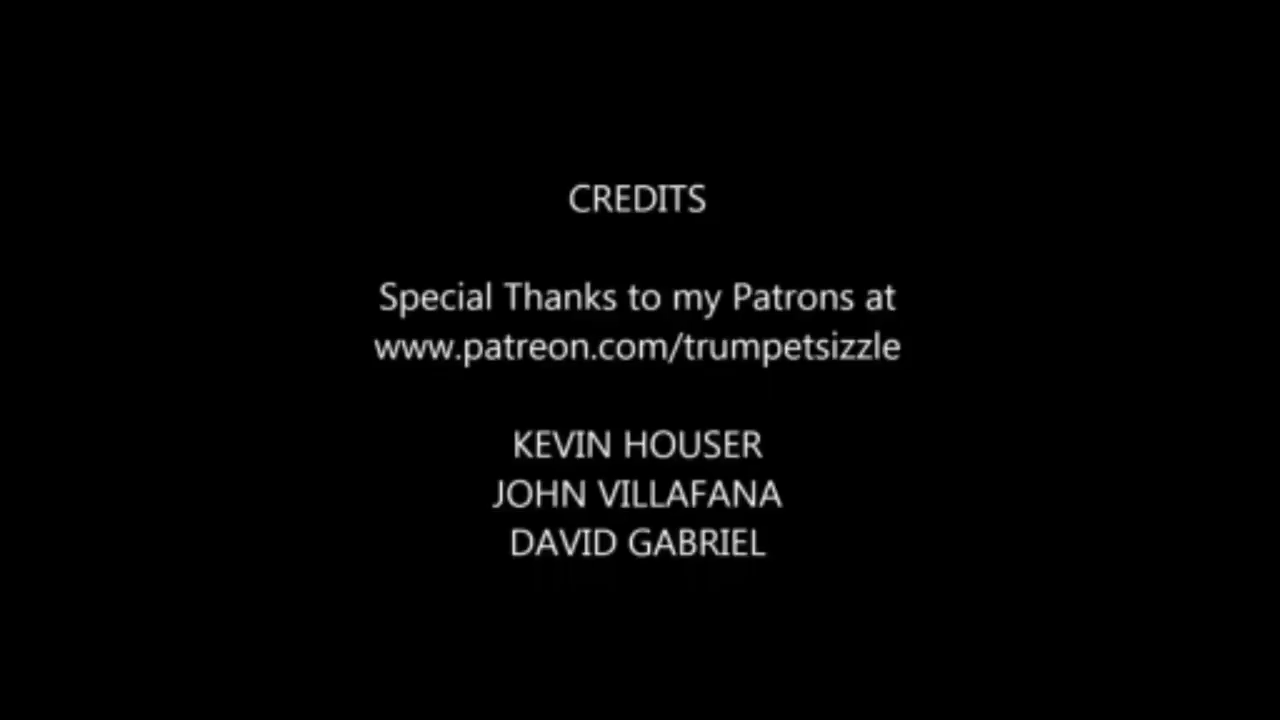 CREDITS
Special Thanks to my Patrons at
www.patreon.com/trumpetsizzle
KEVIN HOUSER
JOHN VILLAFANA
DAVID GABRIEL